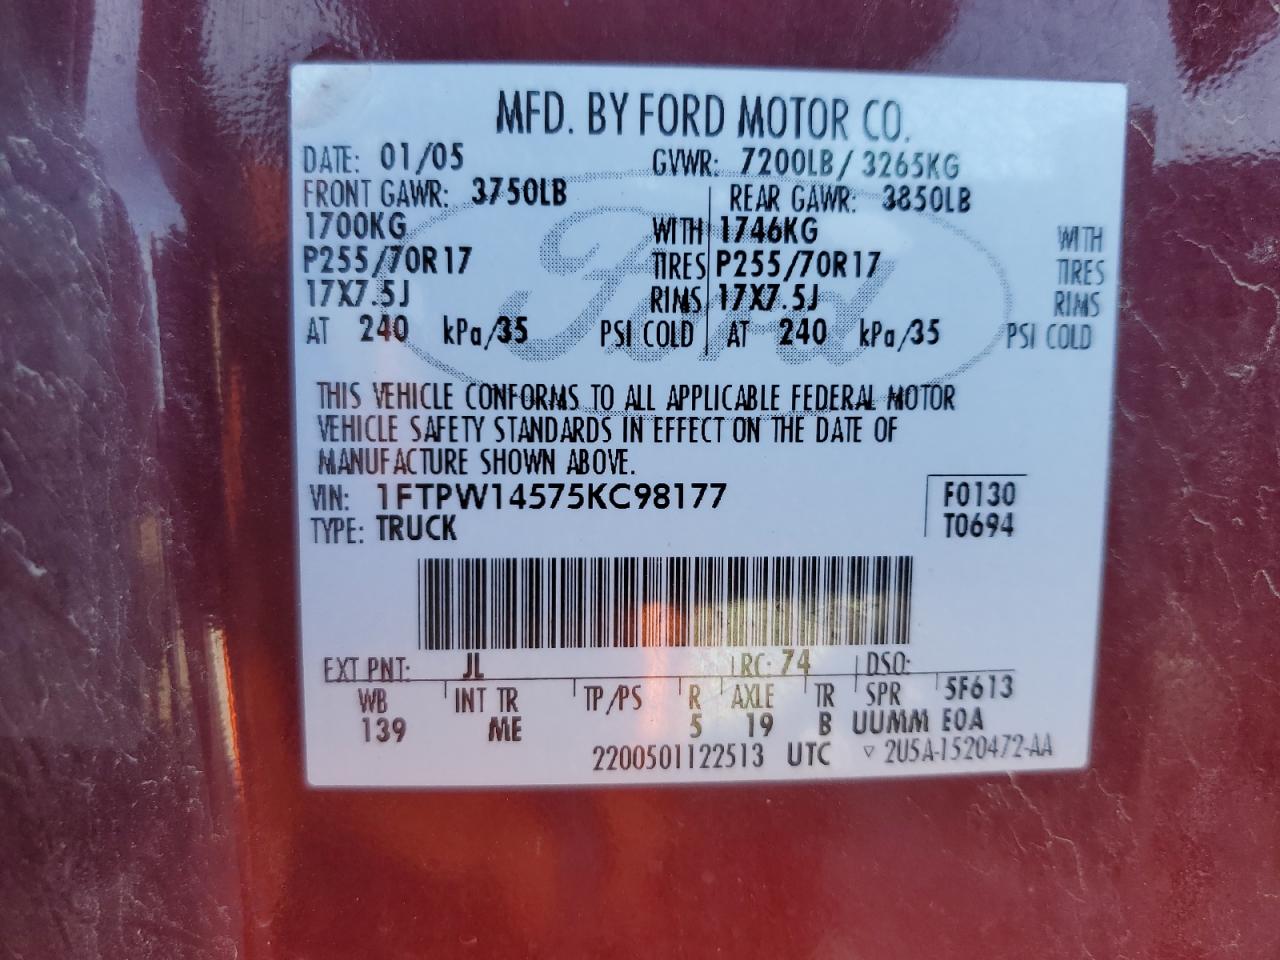 MFD. BY FORD MOTOR CO.
DATE: 01/05 GVWR: 7200LB/ 3265KG
FRONT GAWR: 3750LB REAR GAWR: 3850LB
1700KG WITH 1746KG WITH
P255/70R17 TIRES P255/70R17 TIRES
17X7.5J RIMS 17X7.5J RIMS
AT 240 kPa/35 PSI COLD AT 240 kPa/35 PSI COLD
Ford
THIS VEHICLE CONFORMS TO ALL APPLICABLE FEDERAL MOTOR
VEHICLE SAFETY STANDARDS IN EFFECT ON THE DATE OF
MANUFACTURE SHOWN ABOVE.
VIN: 1FTPW14575KC98177 F0130
TYPE: TRUCK T0694
EXT PNT: JL RC: 74 DSO:
WB INT TR TP/PS R AXLE TR SPR 5F613
139 ME 5 19 B UUMM E0A
2200501122513 UTC ▽ 2U5A-1520472-AA